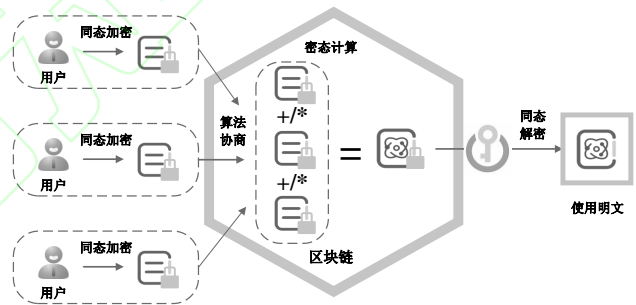 同态加密
用户
同态加密
用户
同态加密
用户
算法
协商
密态计算
+/*
+/*
=
区块链
同态
解密
使用明文